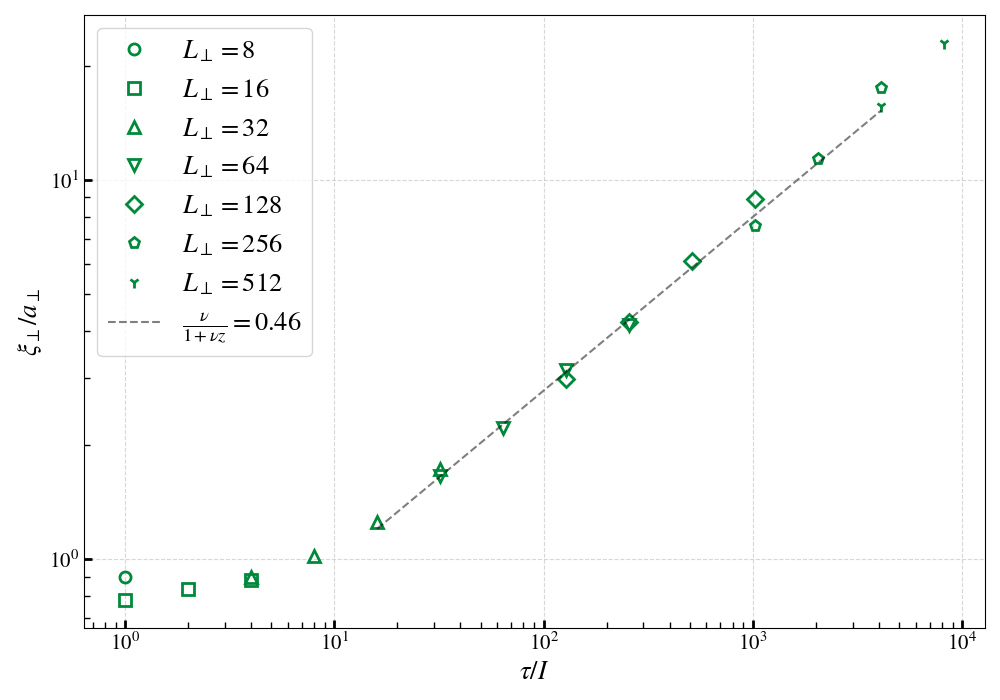 L⊥ = 8
L⊥ = 16
L⊥ = 32
L⊥ = 64
L⊥ = 128
L⊥ = 256
L⊥ = 512
ν/(1 + νz) = 0.46
10¹
10⁰
ξ⊥/a⊥
10⁰ 10¹ 10² 10³ 10⁴
τ/I